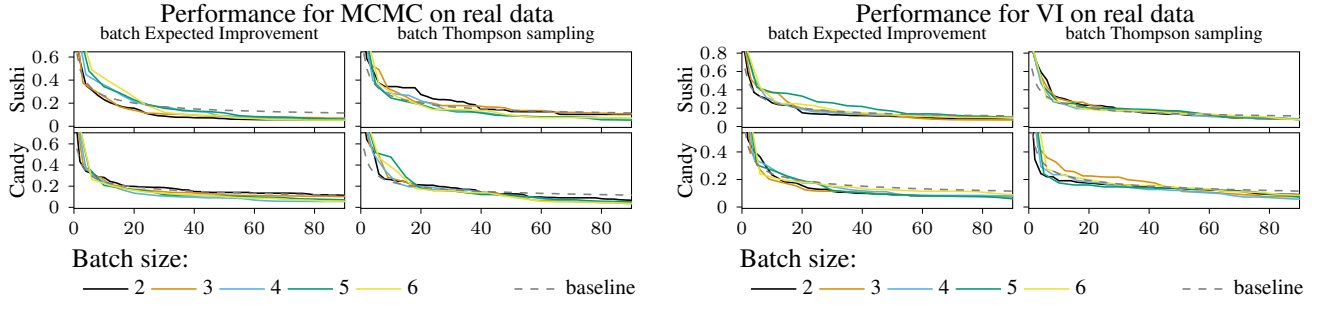 Performance for MCMC on real data
batch Expected Improvement
batch Thompson sampling
Sushi
0.6
0.4
0.2
0
Candy
0.6
0.4
0.2
0
0 20 40 60 80
0 20 40 60 80
Batch size:
2 3 4 5 6 baseline
Performance for VI on real data
batch Expected Improvement
batch Thompson sampling
Sushi
0.8
0.6
0.4
0.2
0
Candy
0.4
0.2
0
0 20 40 60 80
0 20 40 60 80
Batch size:
2 3 4 5 6 baseline